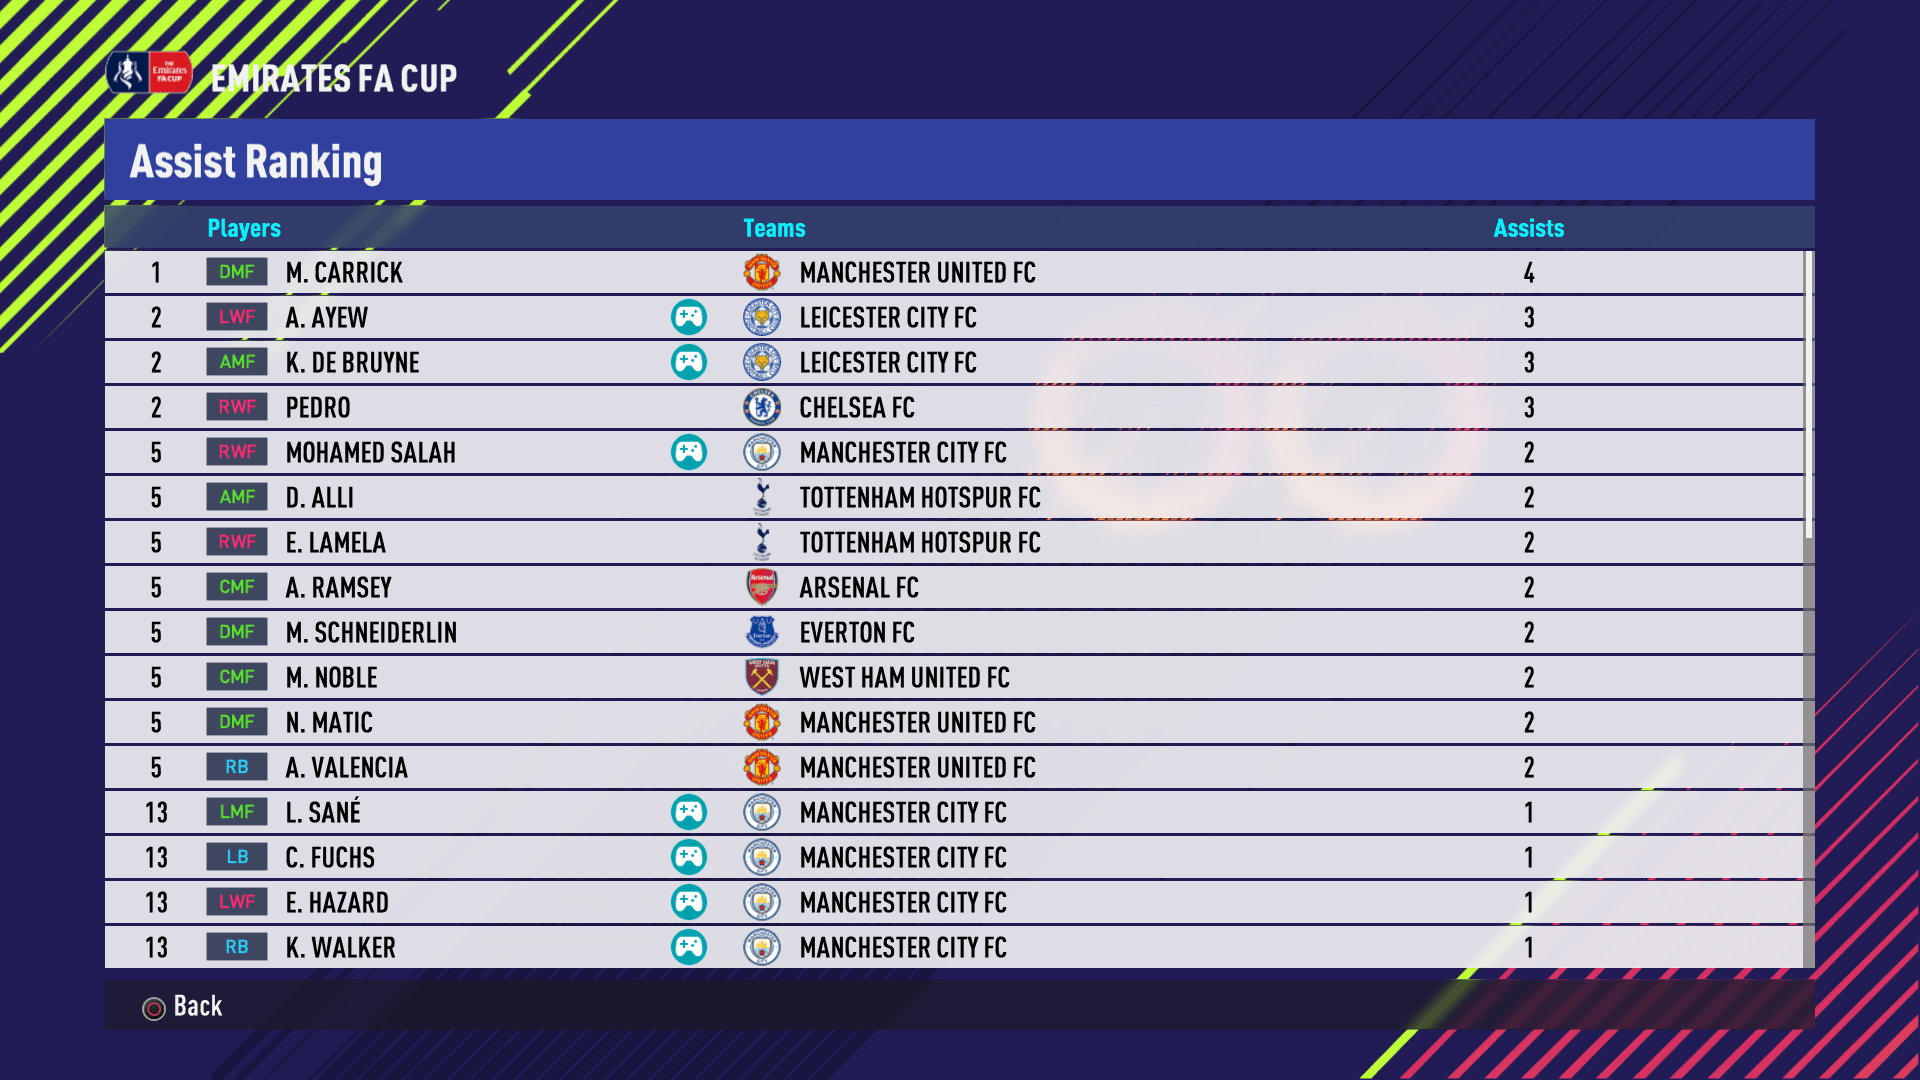 THE Emirates FA CUP
EMIRATES FA CUP
Assist Ranking
Players Teams Assists
1 DMF M. CARRICK MANCHESTER UNITED FC 4
2 LWF A. AYEW LEICESTER CITY FC 3
2 AMF K. DE BRUYNE LEICESTER CITY FC 3
2 RWF PEDRO CHELSEA FC 3
5 RWF MOHAMED SALAH MANCHESTER CITY FC 2
5 AMF D. ALLI TOTTENHAM HOTSPUR FC 2
5 RWF E. LAMELA TOTTENHAM HOTSPUR FC 2
5 CMF A. RAMSEY Arsenal ARSENAL FC 2
5 DMF M. SCHNEIDERLIN Everton EVERTON FC 2
5 CMF M. NOBLE WEST HAM UNITED FC 2
5 DMF N. MATIC MANCHESTER UNITED FC 2
5 RB A. VALENCIA MANCHESTER UNITED FC 2
13 LMF L. SANÉ MANCHESTER CITY FC 1
13 LB C. FUCHS MANCHESTER CITY FC 1
13 LWF E. HAZARD MANCHESTER CITY FC 1
13 RB K. WALKER MANCHESTER CITY FC 1
Back